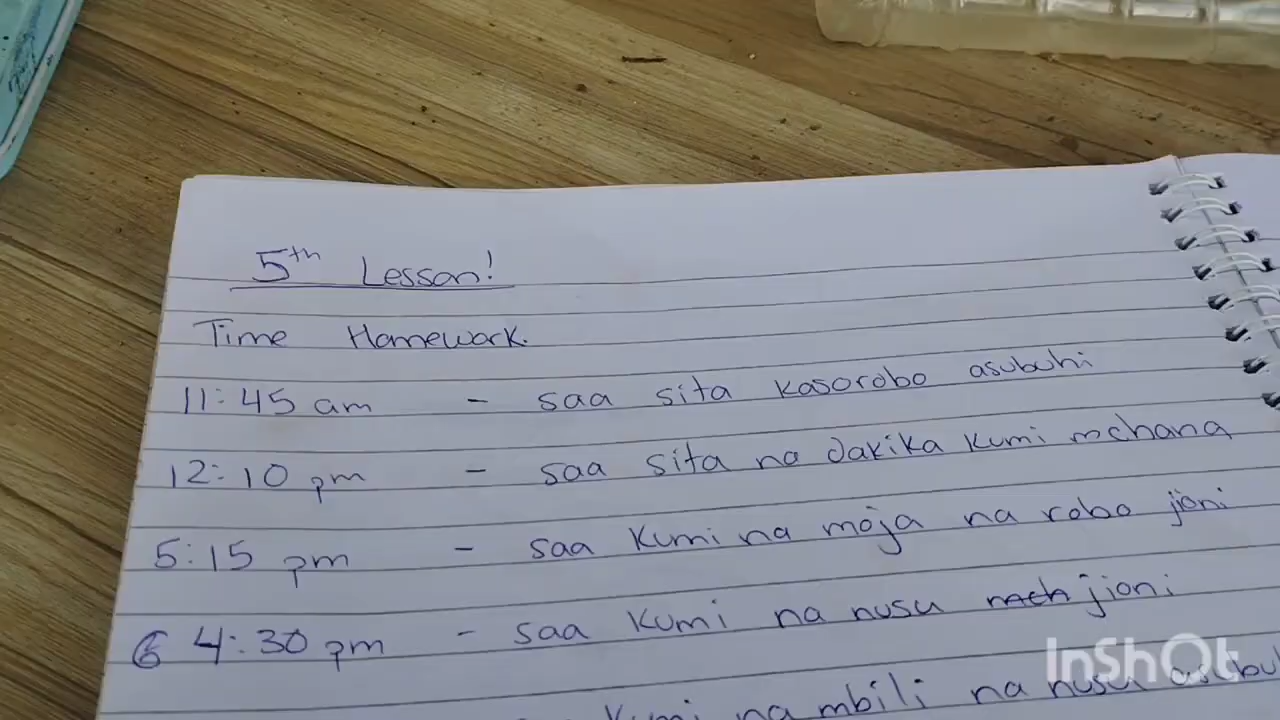 5th Lesson!
Time Homework.
11:45 am - saa sita kasorobo asubuhi
12:10 pm - saa sita na dakika kumi mchana
5:15 pm - saa kumi na moja na robo jioni
6 4:30 pm - saa kumi na nusu mch jioni
kumi na mbili na nusu asubu
InShOt